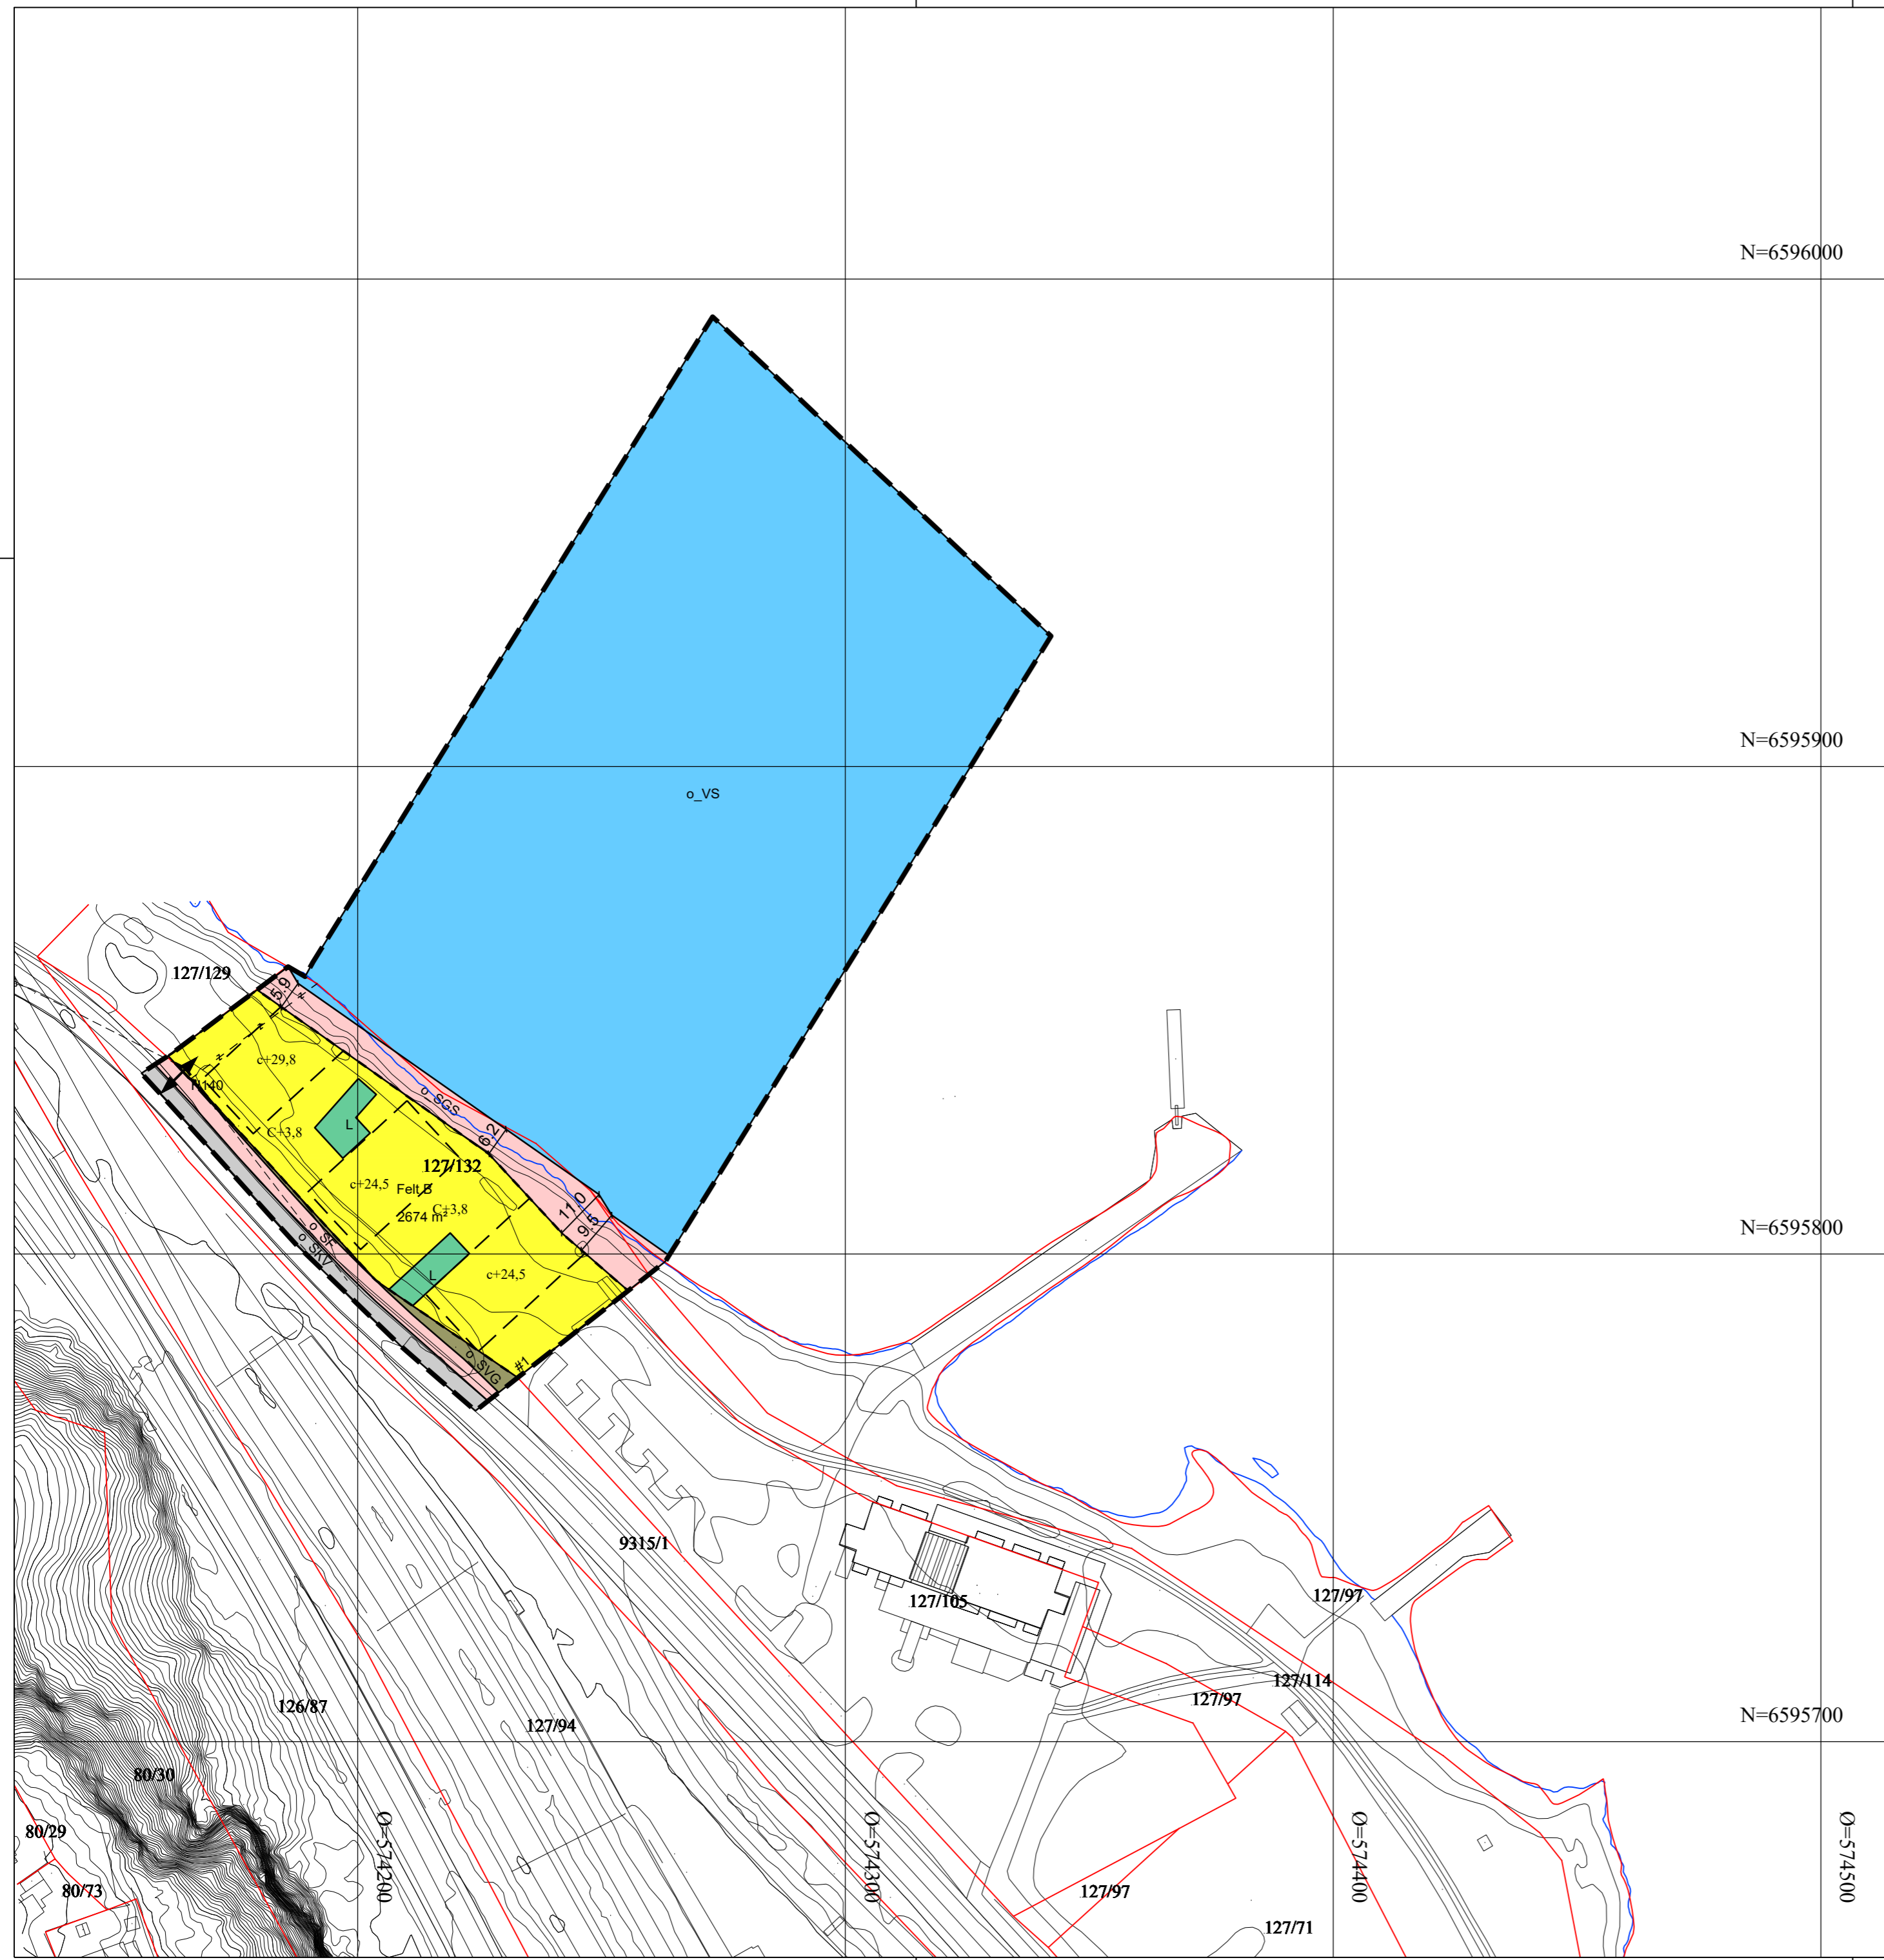 N=6596000
N=6595900
o_VS
127/129
5.9
c+29,8
o_SGS
L
C+3,8
6.2
127/132
c+24,5
Felt B
C+3,8
2674 m²
11.0
9.5
N=6595800
o_SF
o_SKV
L
c+24,5
o_SVG
#1
9315/1
127/105
127/97
127/114
127/97
126/87
127/94
N=6595700
80/30
80/29
Ø=574200
Ø=574300
Ø=574400
Ø=574500
80/73
127/97
127/71